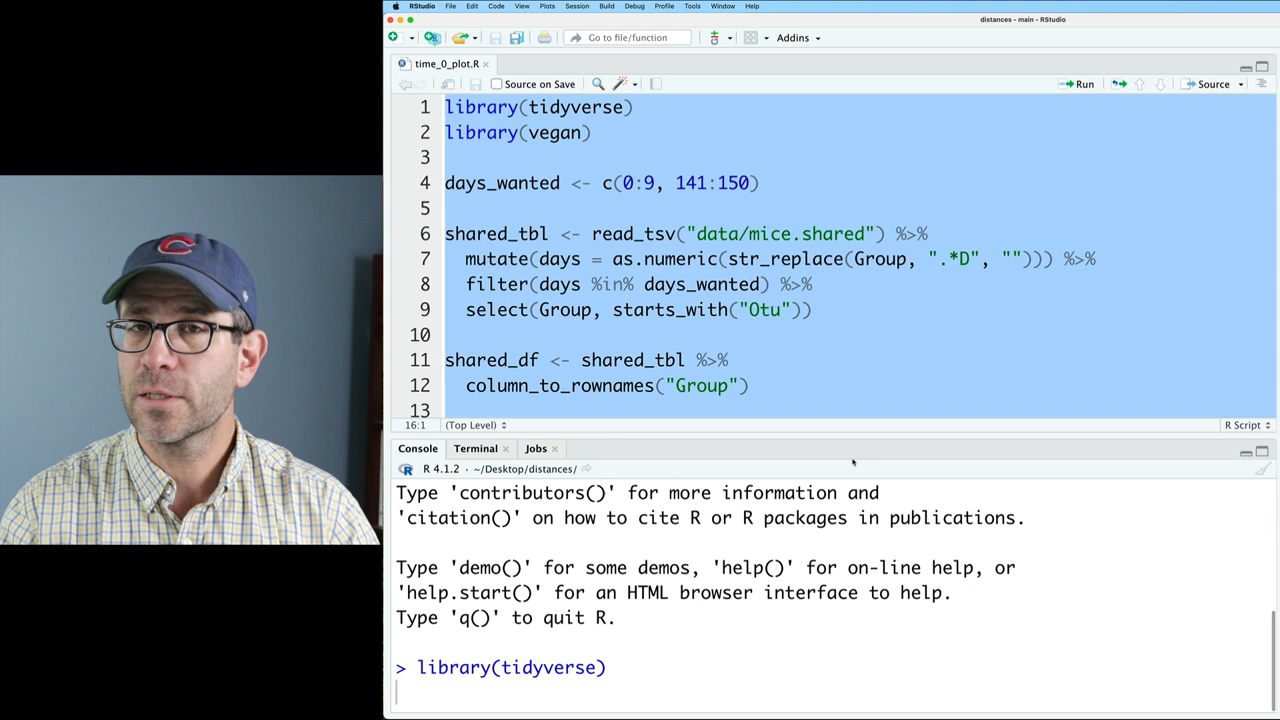 RStudio File Edit Code View Plots Session Build Debug Profile Tools Window Help
distances - main - RStudio
Go to file/function Addins
time_0_plot.R
Source on Save Run Source
1 library(tidyverse)
2 library(vegan)
3
4 days_wanted <- c(0:9, 141:150)
5
6 shared_tbl <- read_tsv("data/mice.shared") %>%
7 mutate(days = as.numeric(str_replace(Group, ".*D", ""))) %>%
8 filter(days %in% days_wanted) %>%
9 select(Group, starts_with("Otu"))
10
11 shared_df <- shared_tbl %>%
12 column_to_rownames("Group")
13
16:1 (Top Level) R Script
Console Terminal Jobs
R 4.1.2 · ~/Desktop/distances/
Type 'contributors()' for more information and
'citation()' on how to cite R or R packages in publications.
Type 'demo()' for some demos, 'help()' for on-line help, or
'help.start()' for an HTML browser interface to help.
Type 'q()' to quit R.
> library(tidyverse)
C